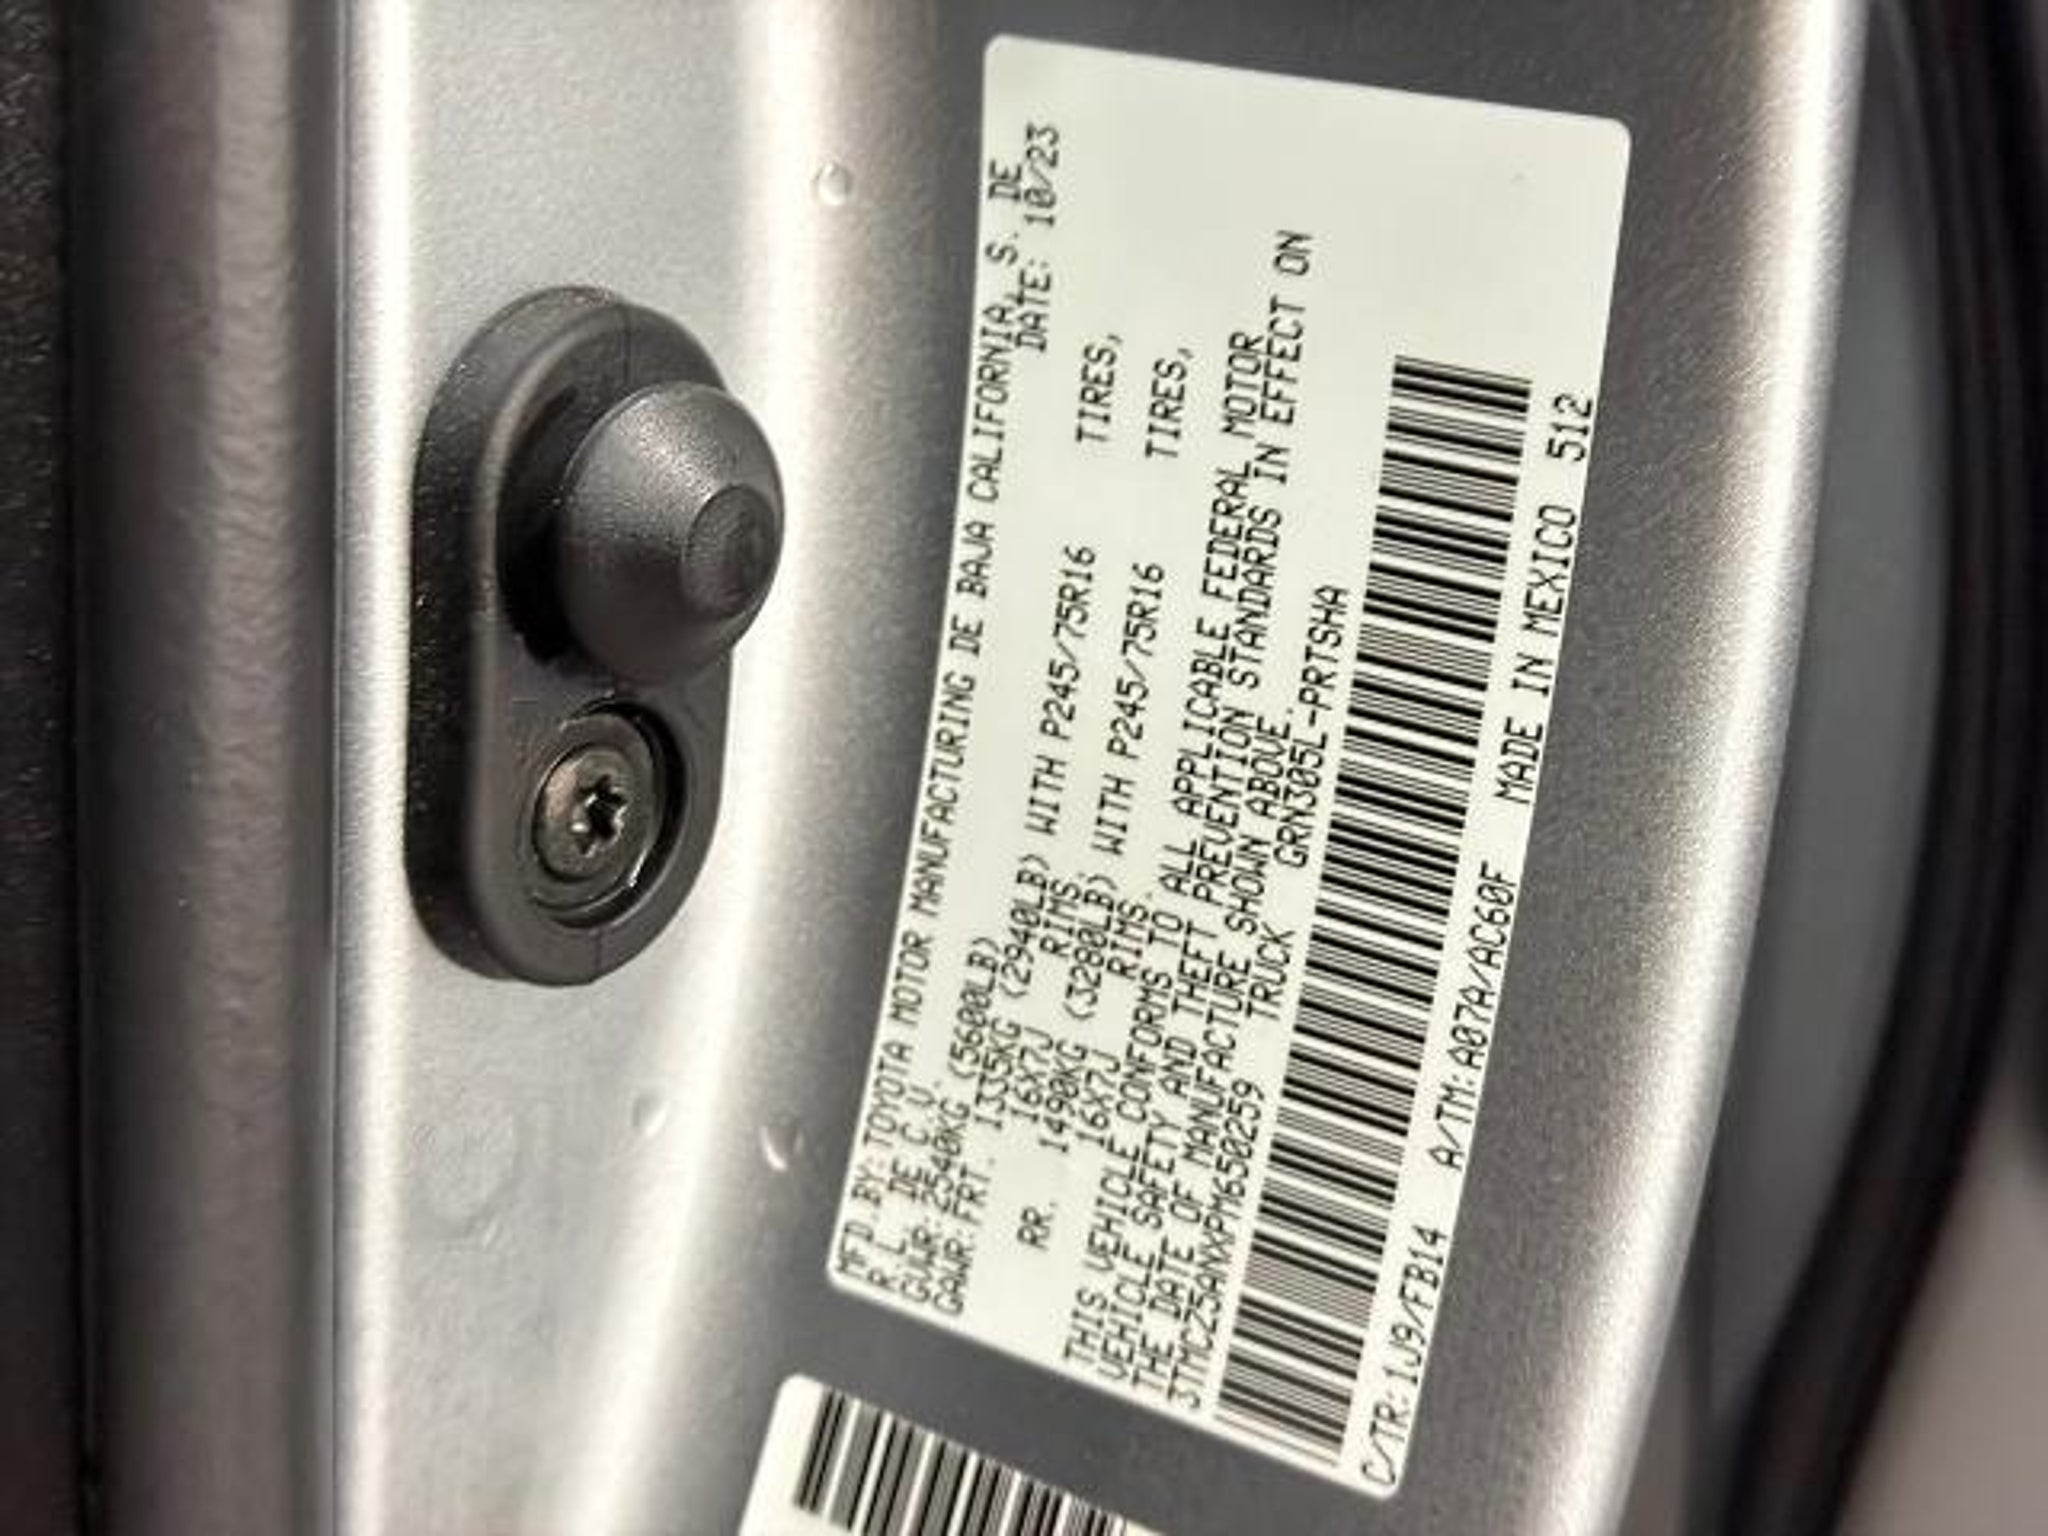 MFD.BY:TOYOTA MOTOR MANUFACTURING DE BAJA CALIFORNIA, S. DE
R.L. DE C.V. DATE: 10/23
GVWR:2540KG (5600LB)
GAWR:FRT. 1335KG (2940LB) WITH P245/75R16 TIRES,
16X7J RIMS.
RR. 1490KG (3280LB) WITH P245/75R16 TIRES,
16X7J RIMS.
THIS VEHICLE CONFORMS TO ALL APPLICABLE FEDERAL MOTOR
VEHICLE SAFETY AND THEFT PREVENTION STANDARDS IN EFFECT ON
THE DATE OF MANUFACTURE SHOWN ABOVE.
3TMCZ5ANXPM650259 TRUCK GRN305L-PRTSHA
C/TR:1J9/FB14 A/TM:A07A/AC60F MADE IN MEXICO 512